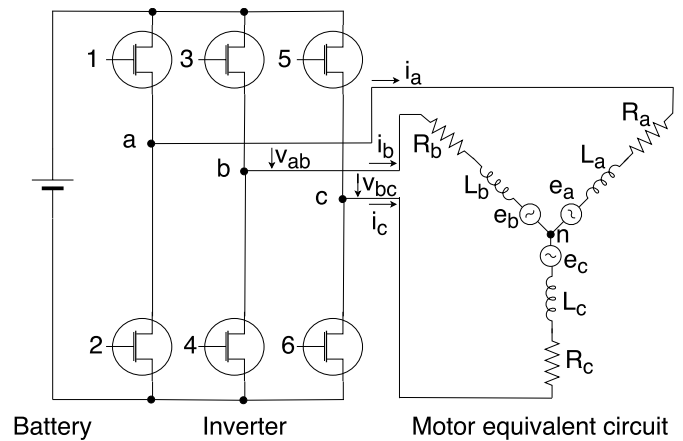 1
3
5
i_a
a
b
c
v_ab
i_b
v_bc
i_c
R_b
L_b
e_b
R_a
L_a
e_a
n
e_c
L_c
R_c
2
4
6
Battery
Inverter
Motor equivalent circuit